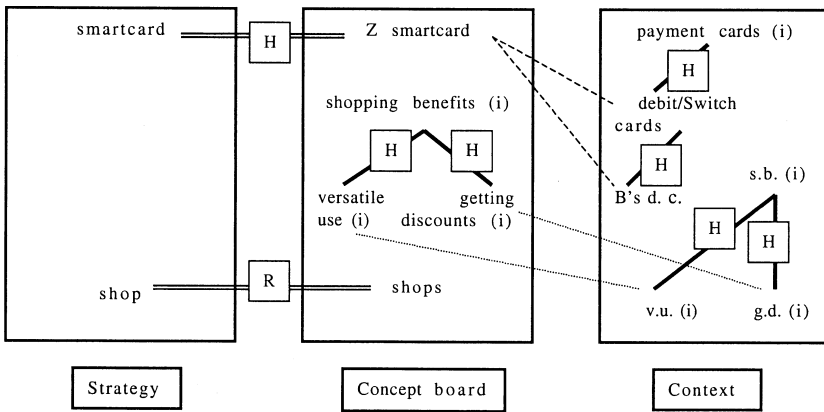 smartcard
H
Z smartcard
payment cards (i)
H
debit/Switch
cards
shopping benefits (i)
H
H
H
versatile
getting
use (i)
discounts (i)
B's d. c.
s.b. (i)
H
H
shop
R
shops
v.u. (i)
g.d. (i)
Strategy
Concept board
Context